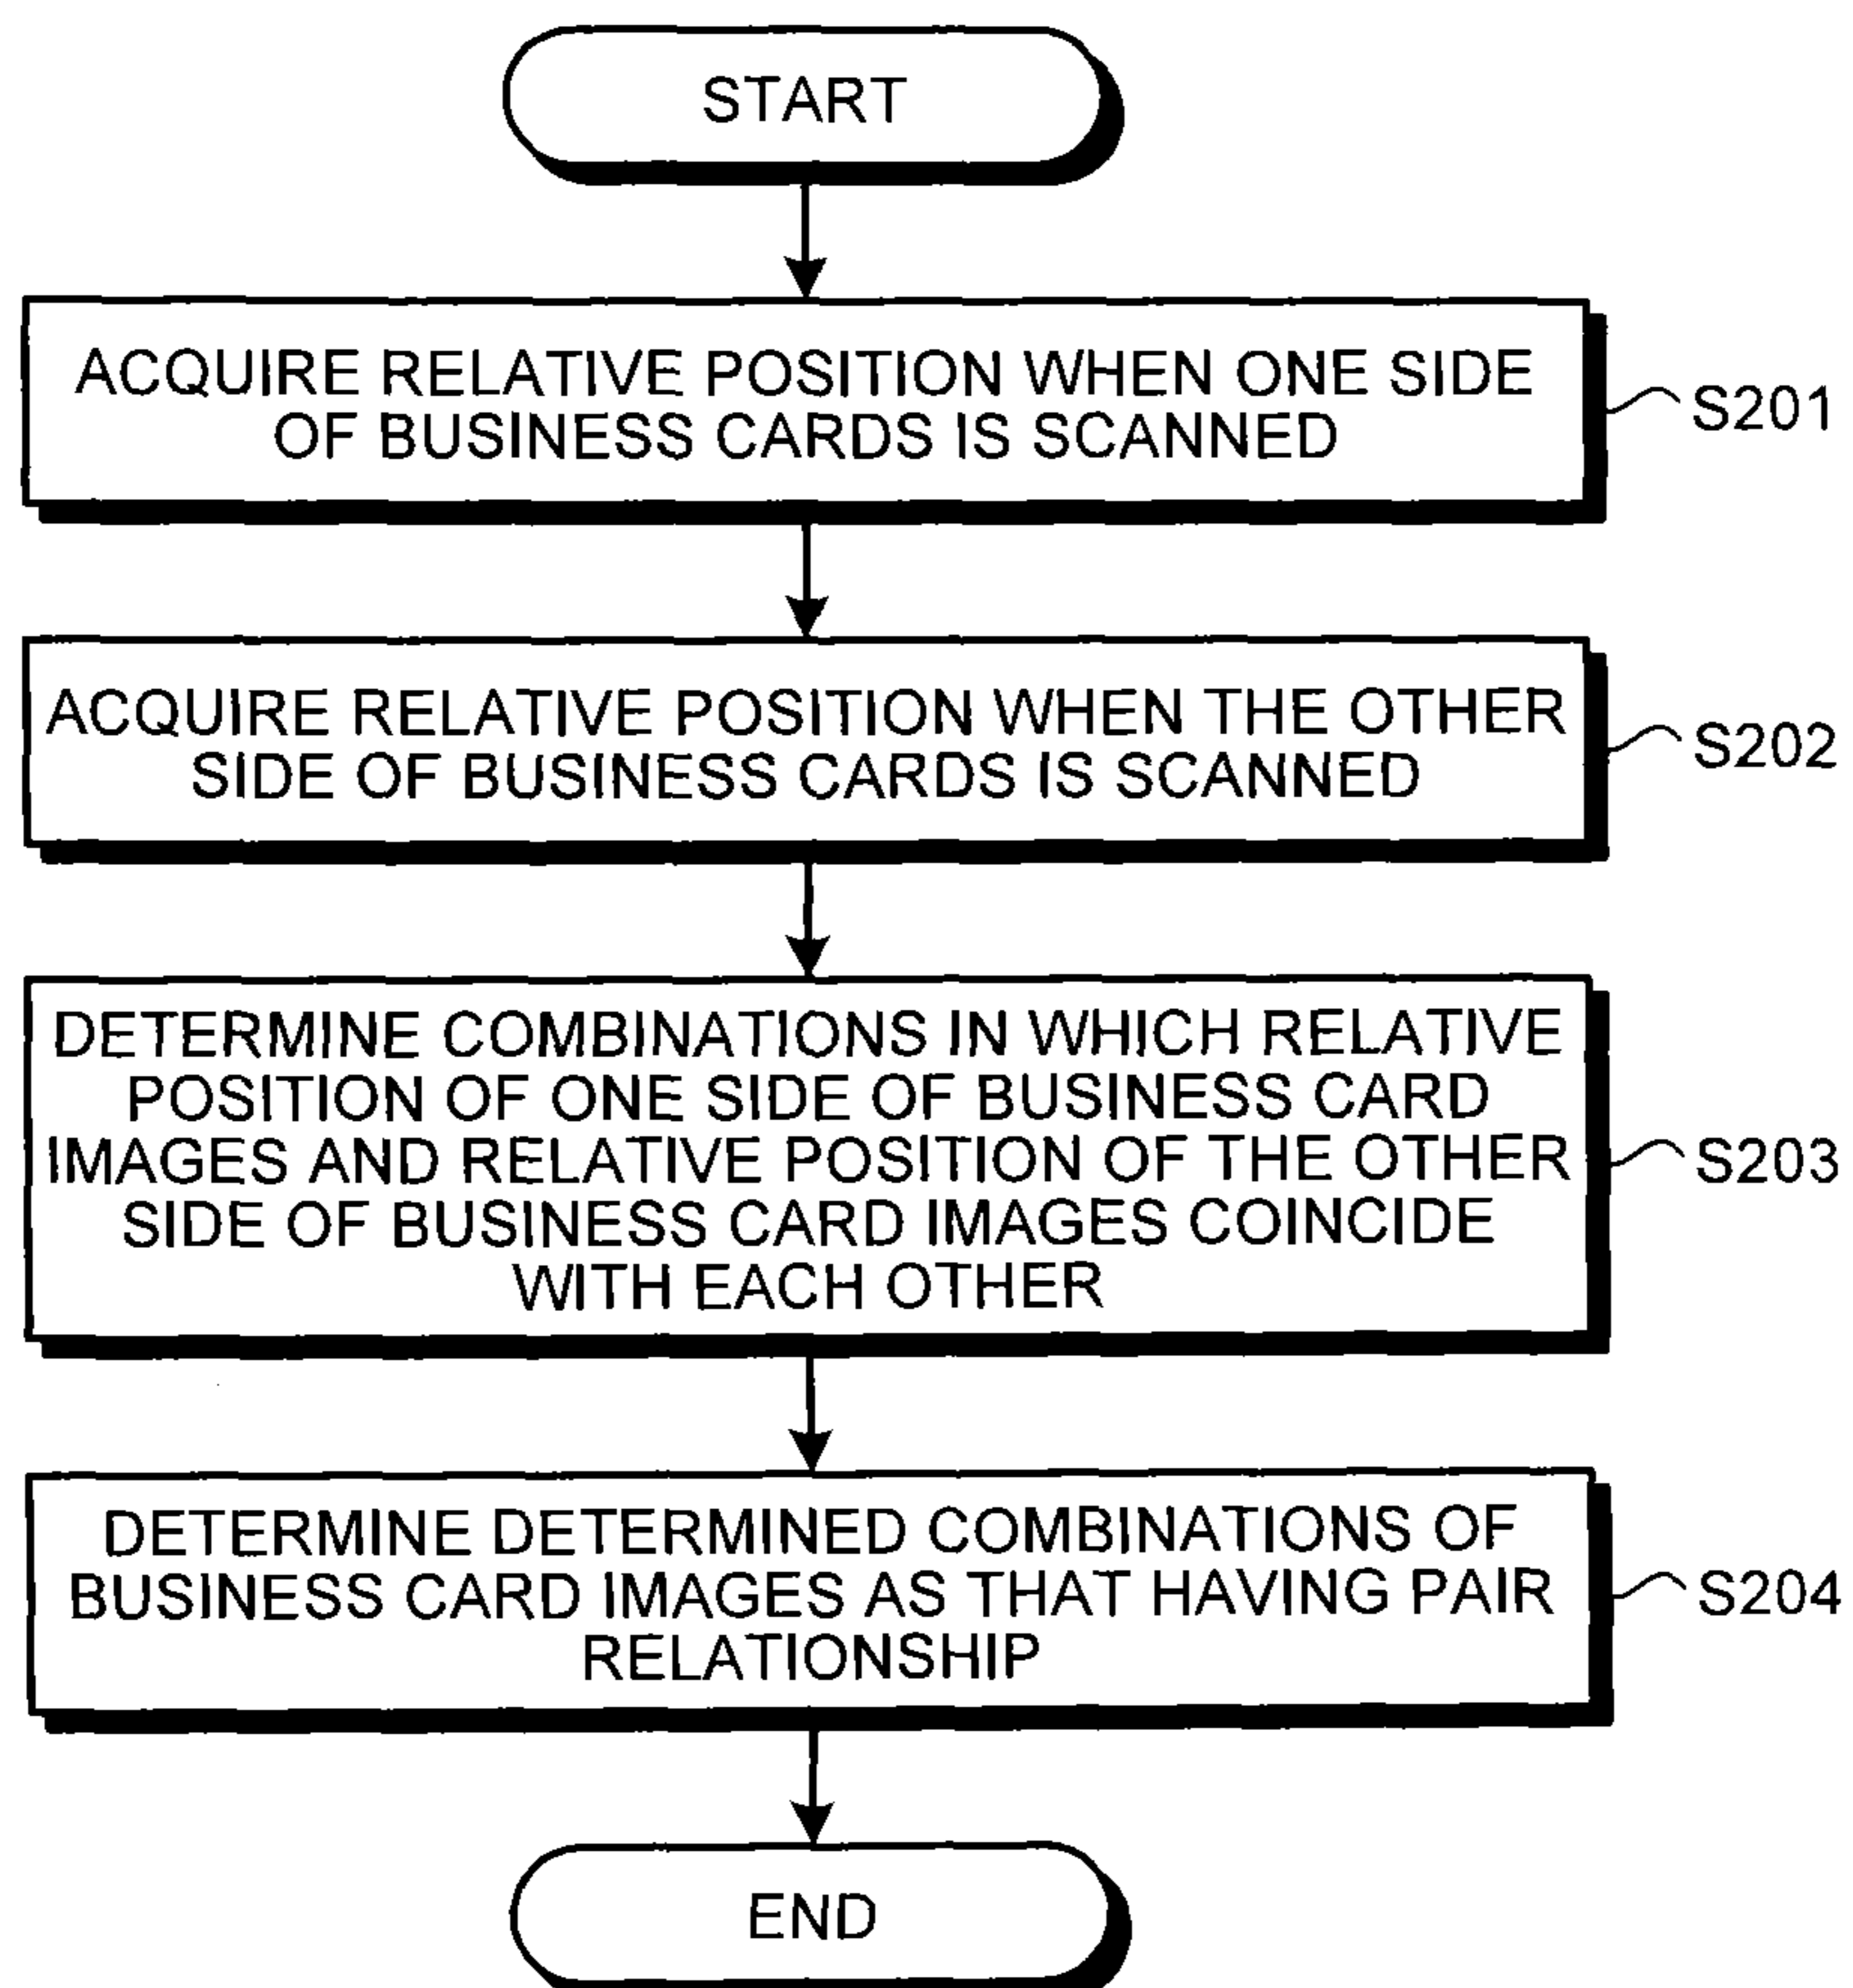 START
ACQUIRE RELATIVE POSITION WHEN ONE SIDE
OF BUSINESS CARDS IS SCANNED
S201
ACQUIRE RELATIVE POSITION WHEN THE OTHER
SIDE OF BUSINESS CARDS IS SCANNED
S202
DETERMINE COMBINATIONS IN WHICH RELATIVE
POSITION OF ONE SIDE OF BUSINESS CARD
IMAGES AND RELATIVE POSITION OF THE OTHER
SIDE OF BUSINESS CARD IMAGES COINCIDE
WITH EACH OTHER
S203
DETERMINE DETERMINED COMBINATIONS OF
BUSINESS CARD IMAGES AS THAT HAVING PAIR
RELATIONSHIP
S204
END